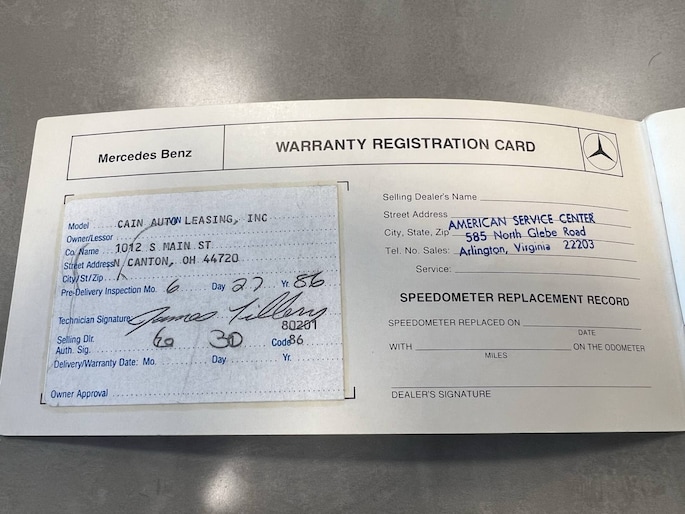 Mercedes Benz
WARRANTY REGISTRATION CARD
Model CAIN AUTO LEASING, INC
Owner/Lessor
Co. Name 1012 S MAIN ST
Street Address N CANTON, OH 44720
City/St/Zip
Pre-Delivery Inspection Mo. 6 Day 27 Yr. 86
Technician Signature James Tillery
80201
Selling Dlr. 6 30 Code 86
Auth. Sig.
Delivery/Warranty Date: Mo. Day Yr.
Owner Approval
Selling Dealer's Name
Street Address AMERICAN SERVICE CENTER
City, State, Zip 585 North Glebe Road
Tel. No. Sales: Arlington, Virginia 22203
Service:
SPEEDOMETER REPLACEMENT RECORD
SPEEDOMETER REPLACED ON
DATE
WITH ON THE ODOMETER
MILES
DEALER'S SIGNATURE